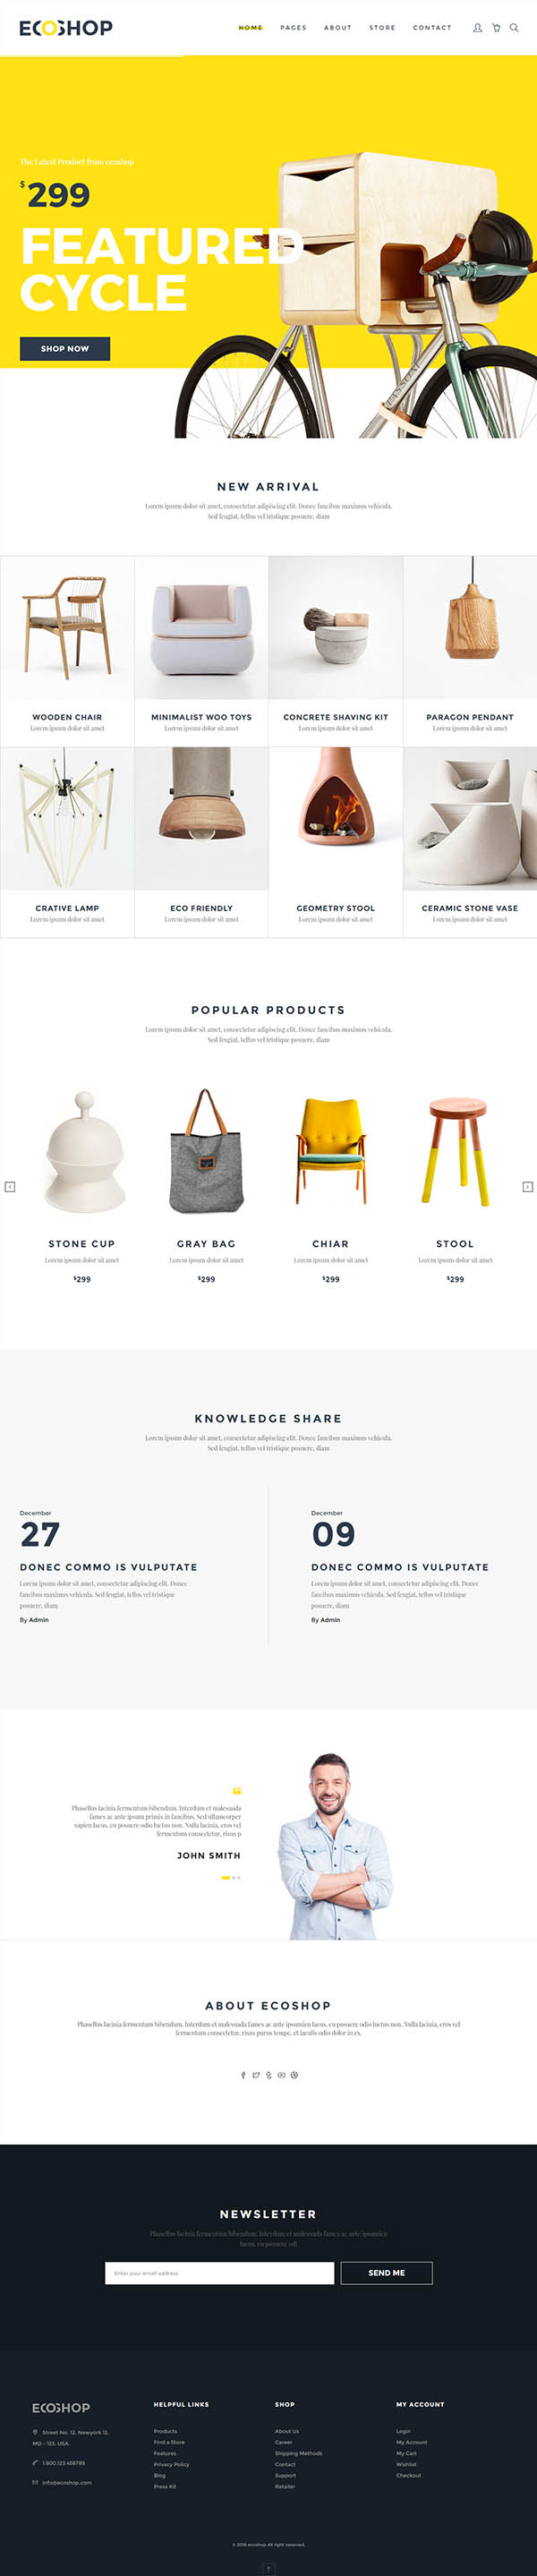 ECOSHOP
HOME PAGES ABOUT STORE CONTACT
The Latest Product from ecoshop
$299
FEATURED
CYCLE
SHOP NOW
NEW ARRIVAL
Lorem ipsum dolor sit amet, consectetur adipiscing elit. Donec faucibus maximus vehicula.
Sed feugiat, tellus vel tristique posuere, diam
WOODEN CHAIR
Lorem ipsum dolor sit amet
MINIMALIST WOO TOYS
Lorem ipsum dolor sit amet
CONCRETE SHAVING KIT
Lorem ipsum dolor sit amet
PARAGON PENDANT
Lorem ipsum dolor sit amet
CRATIVE LAMP
Lorem ipsum dolor sit amet
ECO FRIENDLY
Lorem ipsum dolor sit amet
GEOMETRY STOOL
Lorem ipsum dolor sit amet
CERAMIC STONE VASE
Lorem ipsum dolor sit amet
POPULAR PRODUCTS
Lorem ipsum dolor sit amet, consectetur adipiscing elit. Donec faucibus maximus vehicula.
Sed feugiat, tellus vel tristique posuere, diam
STONE CUP
Lorem ipsum dolor sit amet
$299
GRAY BAG
Lorem ipsum dolor sit amet
$299
CHIAR
Lorem ipsum dolor sit amet
$299
STOOL
Lorem ipsum dolor sit amet
$299
KNOWLEDGE SHARE
Lorem ipsum dolor sit amet, consectetur adipiscing elit. Donec faucibus maximus vehicula.
Sed feugiat, tellus vel tristique posuere, diam
December
27
DONEC COMMO IS VULPUTATE
Lorem ipsum dolor sit amet, consectetur adipiscing elit. Donec
faucibus maximus vehicula. Sed feugiat, tellus vel tristique
posuere, diam
By Admin
December
09
DONEC COMMO IS VULPUTATE
Lorem ipsum dolor sit amet, consectetur adipiscing elit. Donec
faucibus maximus vehicula. Sed feugiat, tellus vel tristique
posuere, diam
By Admin
Phasellus lacinia fermentum bibendum. Interdum et malesuada
fames ac ante ipsum primis in faucibus. Sed ullamcorper
sapien lacus, eu posuere odio luctus non. Nulla lacinia, eros vel
fermentum consectetur, risus p
JOHN SMITH
ABOUT ECOSHOP
Phasellus lacinia fermentum bibendum. Interdum et malesuada fames ac ante ipsumien lacus, eu posuere odio luctus non. Nulla lacinia, eros vel
fermentum consectetur, risus purus tempc, et iaculis odio dolor in ex.
NEWSLETTER
Phasellus lacinia fermentum bibendum. Interdum et malesuada fames ac ante ipsumien
lacus, eu posuere odi
Enter your email address
SEND ME
ECOSHOP
Street No. 12, Newyork 12,
MD - 123, USA.
1.800.123.456789
info@ecoshop.com
HELPFUL LINKS
Products
Find a Store
Features
Privacy Policy
Blog
Press Kit
SHOP
About Us
Career
Shipping Methods
Contact
Support
Retailer
MY ACCOUNT
Login
My Account
My Cart
Wishlist
Checkout
© 2016 ecoshop All right reserved.